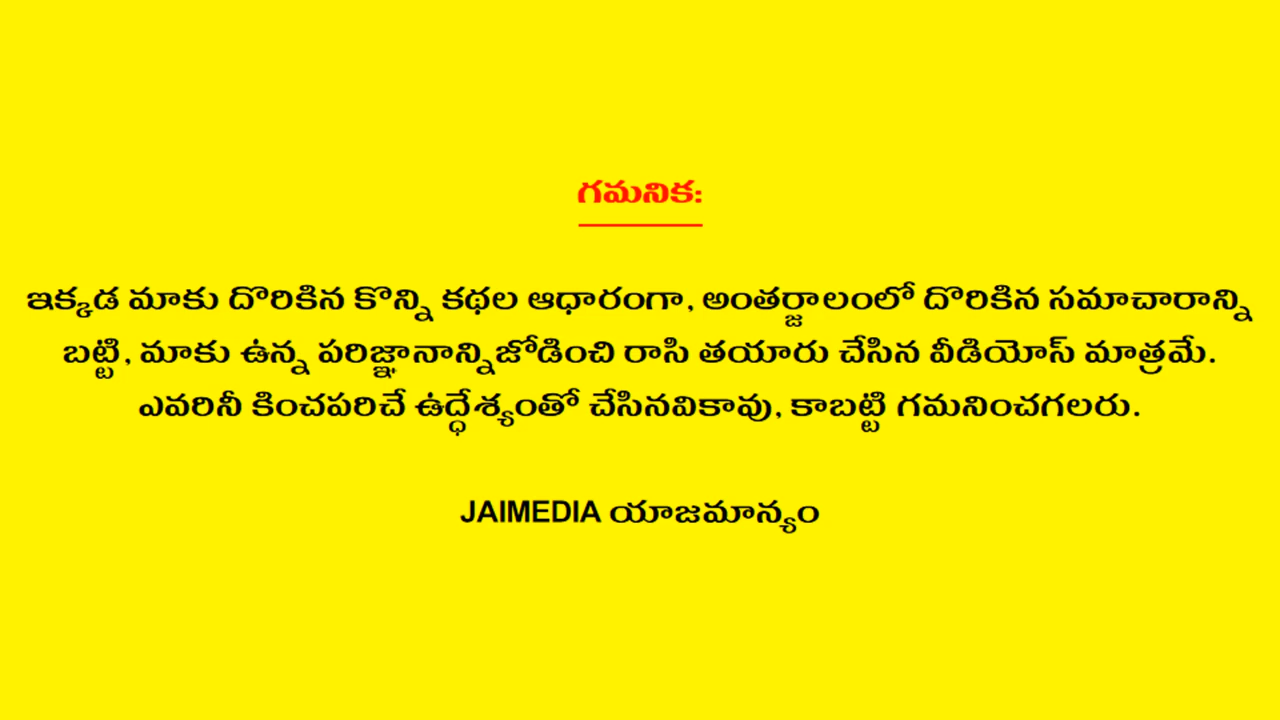 గమనిక:
ఇక్కడ మాకు దొరికిన కొన్ని కథల ఆధారంగా, అంతర్జాలంలో దొరికిన సమాచారాన్ని
బట్టి, మాకు ఉన్న పరిజ్ఞానాన్నిజోడించి రాసి తయారు చేసిన వీడియోస్ మాత్రమే.
ఎవరినీ కించపరిచే ఉద్ధేశ్యంతో చేసినవికావు, కాబట్టి గమనించగలరు.
JAIMEDIA యాజమాన్యం